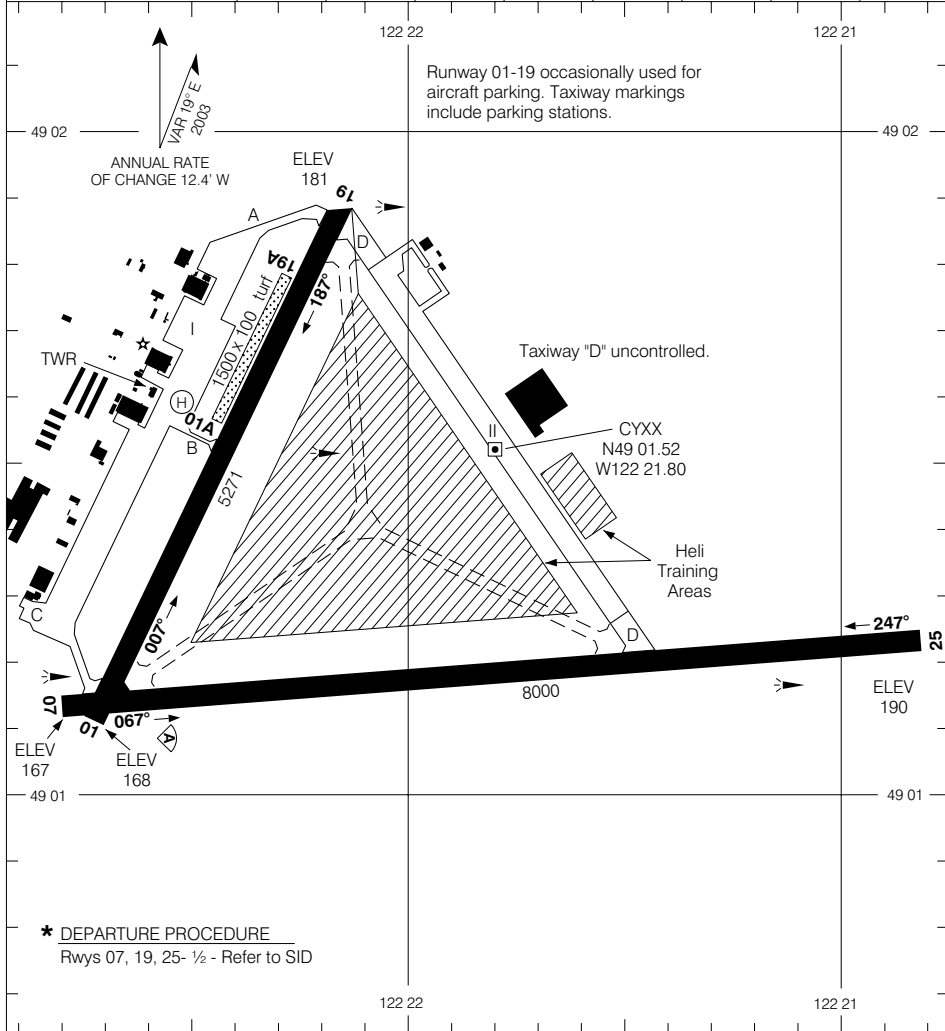 122 22
122 21
Runway 01-19 occasionally used for
aircraft parking. Taxiway markings
include parking stations.
VAR 19° E
2003
49 02
49 02
ANNUAL RATE
OF CHANGE 12.4' W
ELEV
181
19
A
D
19A
187°
1500 x 100 turf
I
TWR
H
01A
B
5271
Taxiway "D" uncontrolled.
II
CYXX
N49 01.52
W122 21.80
Heli
Training
Areas
C
007°
D
247°
25
07
01
067°
8000
ELEV
190
A
ELEV
167
ELEV
168
49 01
49 01
* DEPARTURE PROCEDURE
Rwys 07, 19, 25- ½ - Refer to SID
122 22
122 21